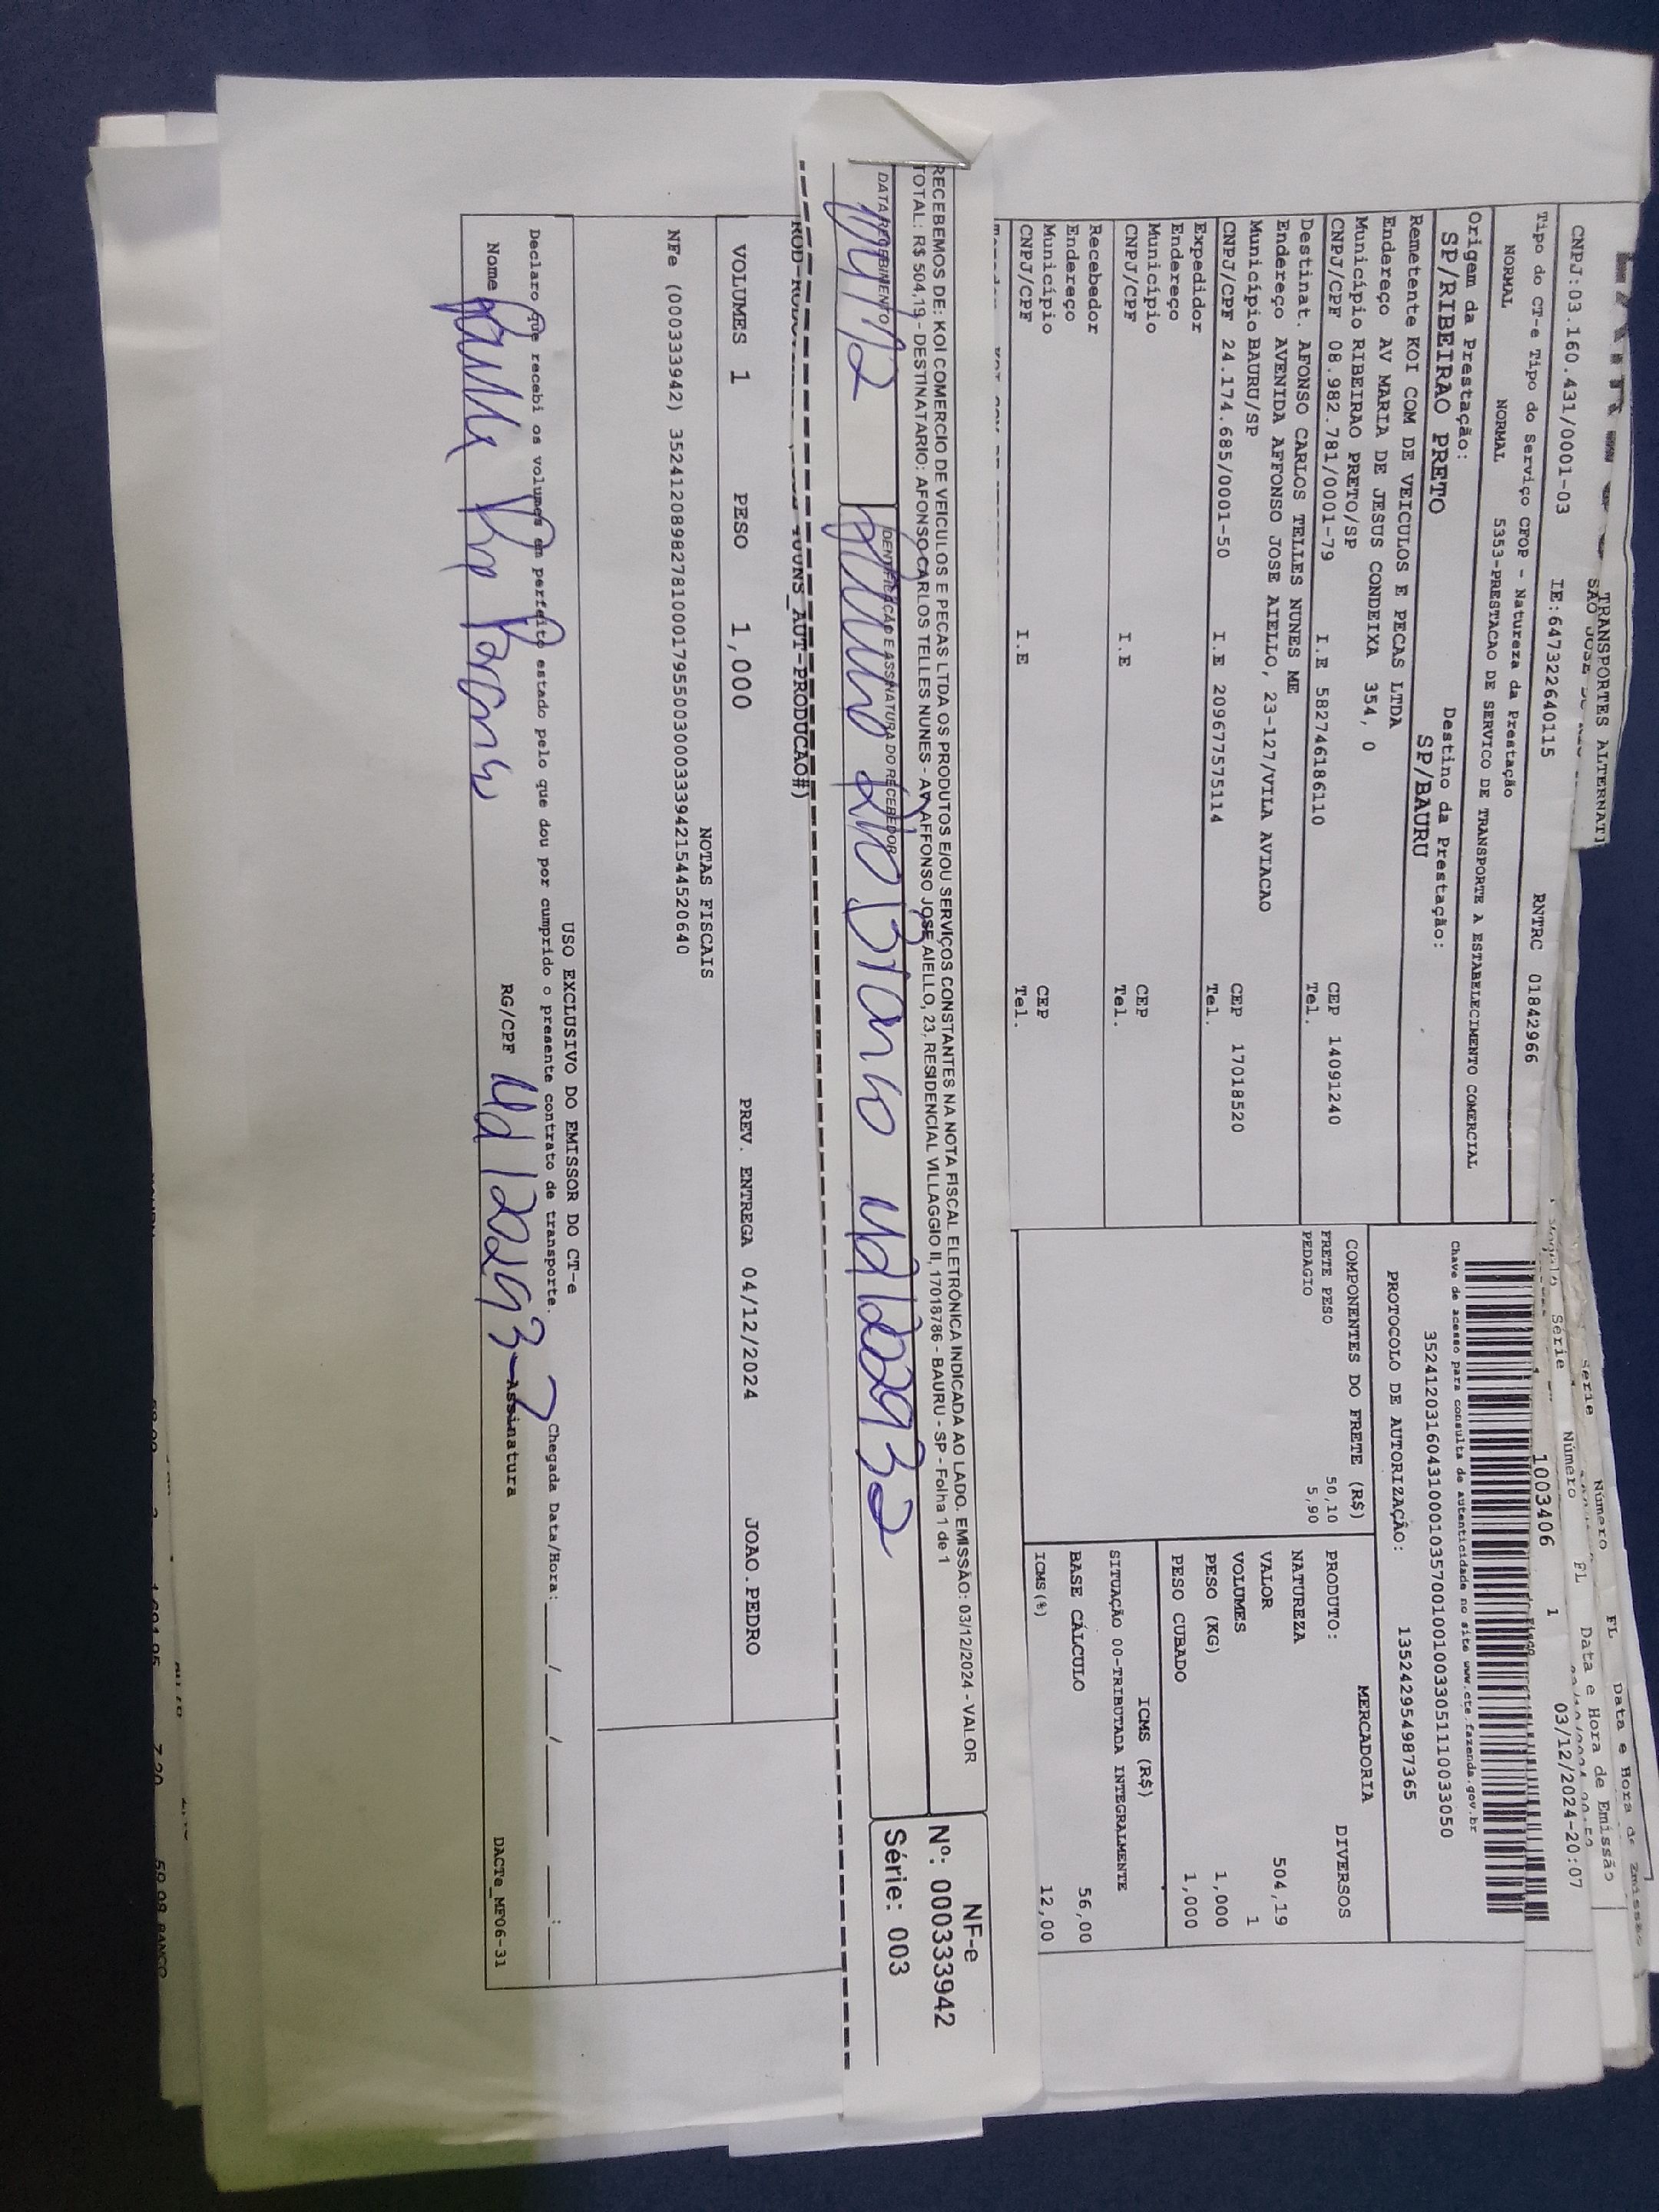 TRANSPORTES ALTERNATI
CNPJ:03.160.431/0001-03 IE:647322640115 RNTRC 01842966
Série Número FL Data e Hora de Emissão
1003406 1 03/12/2024-20:07
Tipo do CT-e Tipo do Serviço CFOP - Natureza da Prestação
NORMAL NORMAL 5353-PRESTACAO DE SERVICO DE TRANSPORTE A ESTABELECIMENTO COMERCIAL
Chave de acesso para consulta de autenticidade no site www.cte.fazenda.gov.br
35241203160431000103570010010033051110033050
Origem da Prestação: Destino da Prestação:
SP/RIBEIRAO PRETO SP/BAURU
PROTOCOLO DE AUTORIZAÇÃO: 135242954987365
Remetente KOI COM DE VEICULOS E PECAS LTDA
Endereço AV MARIA DE JESUS CONDEIXA 354, 0
Município RIBEIRAO PRETO/SP CEP 14091240
CNPJ/CPF 08.982.781/0001-79 I.E 582746186110 Tel.
Destinat. AFONSO CARLOS TELLES NUNES ME
Endereço AVENIDA AFFONSO JOSE AIELLO, 23-127/VILA AVIACAO
Município BAURU/SP CEP 17018520
CNPJ/CPF 24.174.685/0001-50 I.E 209677575114 Tel.
Expedidor
Endereço
Município CEP
CNPJ/CPF I.E Tel.
Recebedor
Endereço
Município CEP
CNPJ/CPF I.E Tel.
COMPONENTES DO FRETE (R$)
FRETE PESO 50,10
PEDAGIO 5,90
MERCADORIA
PRODUTO: DIVERSOS
NATUREZA
VALOR 504,19
VOLUMES 1
PESO (KG) 1,000
PESO CUBADO 1,000
ICMS (R$)
SITUAÇÃO 00-TRIBUTADA INTEGRALMENTE
BASE CÁLCULO 56,00
ICMS(%) 12,00
RECEBEMOS DE: KOI COMERCIO DE VEICULOS E PECAS LTDA OS PRODUTOS E/OU SERVIÇOS CONSTANTES NA NOTA FISCAL ELETRÔNICA INDICADA AO LADO. EMISSÃO: 03/12/2024 - VALOR
TOTAL: R$ 504,19 - DESTINATARIO: AFONSO CARLOS TELLES NUNES - AV AFFONSO JOSE AIELLO, 23, RESIDENCIAL VILLAGGIO II, 17018786 - BAURU - SP - Folha 1 de 1
DATA RECEBIMENTO IDENTIFICAÇÃO E ASSINATURA DO RECEBEDOR
NF-e
Nº: 000333942
Série: 003
AUT-PRODUCAO#)
VOLUMES 1 PESO 1,000 PREV. ENTREGA 04/12/2024 JOAO.PEDRO
NOTAS FISCAIS
NFe (000333942) 35241208982781000179550030003339421544520640
USO EXCLUSIVO DO EMISSOR DO CT-e
Declaro que recebi os volumes em perfeito estado pelo que dou por cumprido o presente contrato de transporte. Chegada Data/Hora:____/____/______ ____:____
Nome RG/CPF Assinatura
DACTe_MF06-31